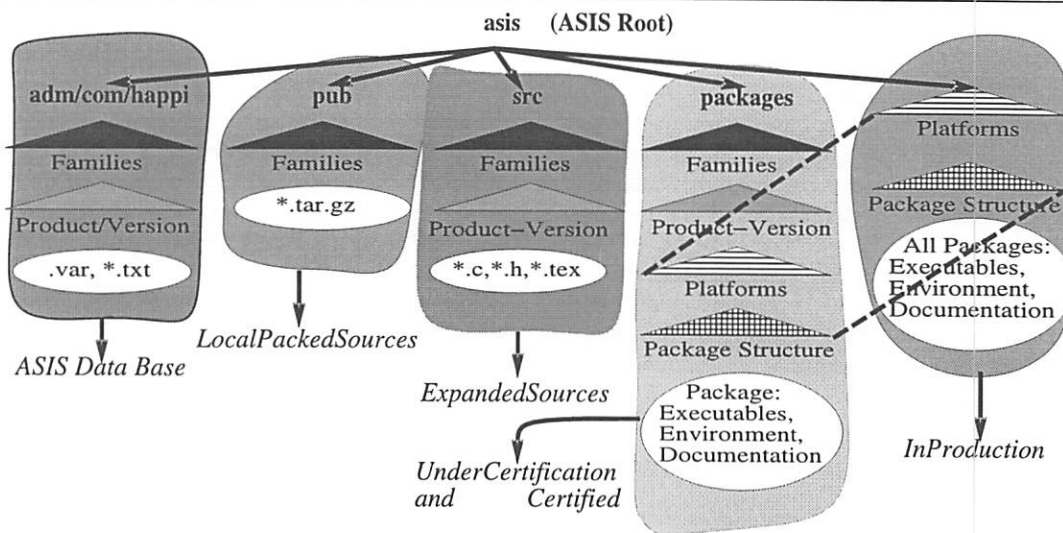 asis (ASIS Root)
adm/com/happi
Families
Product/Version
.var, *.txt
ASIS Data Base
pub
Families
*.tar.gz
LocalPackedSources
src
Families
Product-Version
*.c,*.h,*.tex
ExpandedSources
packages
Families
Product-Version
Platforms
Package Structure
Package:
Executables,
Environment,
Documentation
UnderCertification
and Certified
Platforms
Package Structure
All Packages:
Executables,
Environment,
Documentation
InProduction